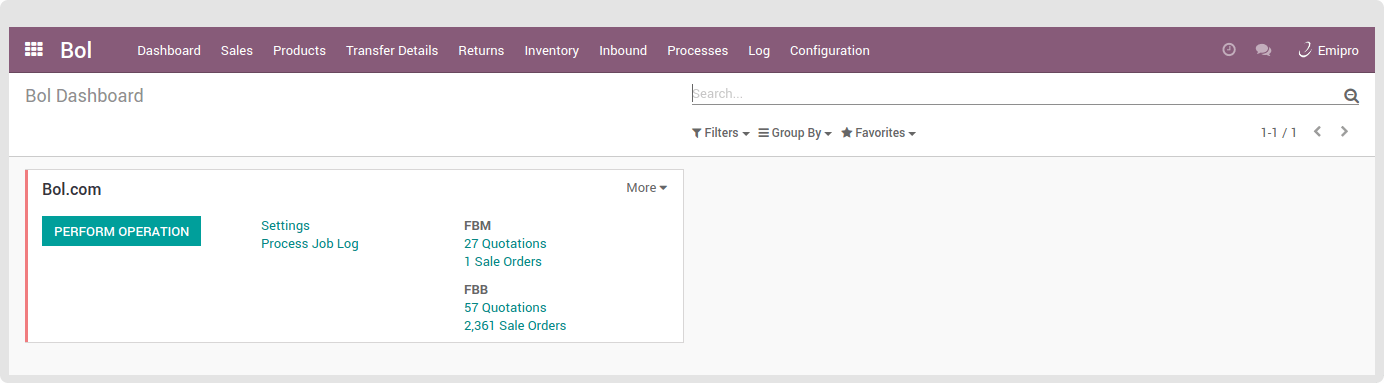 Bol Dashboard Sales Products Transfer Details Returns Inventory Inbound Processes Log Configuration Emipro
Bol Dashboard
Search...
Filters Group By Favorites 1-1 / 1
Bol.com More
PERFORM OPERATION
Settings
Process Job Log
FBM
27 Quotations
1 Sale Orders
FBB
57 Quotations
2,361 Sale Orders